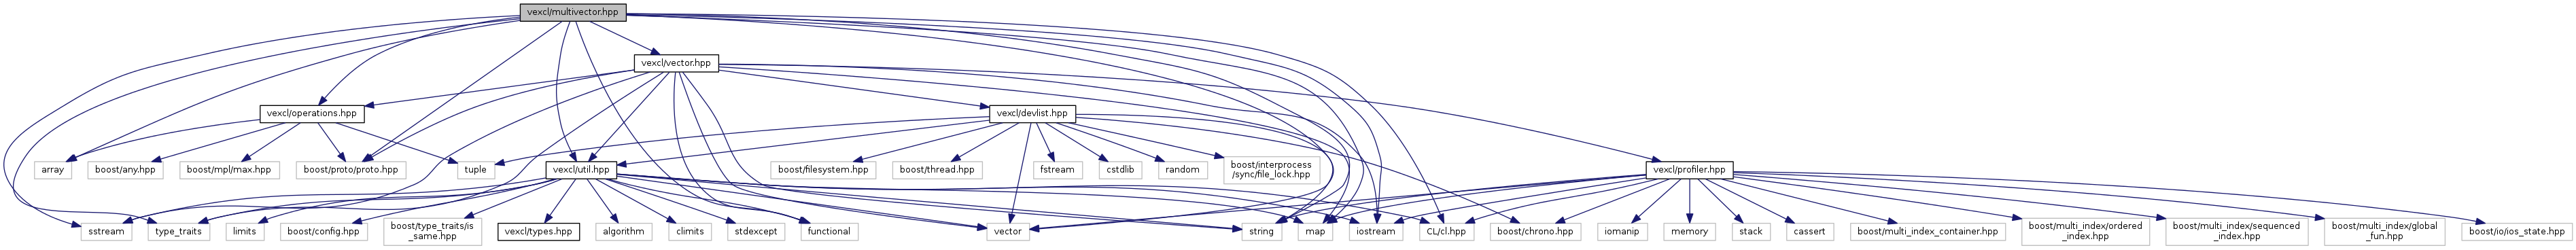 vexcl/multivector.hpp
vexcl/vector.hpp
vexcl/operations.hpp
vexcl/devlist.hpp
array
boost/any.hpp
boost/mpl/max.hpp
boost/proto/proto.hpp
tuple
vexcl/util.hpp
boost/filesystem.hpp
boost/thread.hpp
fstream
cstdlib
random
boost/interprocess
/sync/file_lock.hpp
vexcl/profiler.hpp
sstream
type_traits
limits
boost/config.hpp
boost/type_traits/is
_same.hpp
vexcl/types.hpp
algorithm
climits
stdexcept
functional
vector
string
map
iostream
CL/cl.hpp
boost/chrono.hpp
iomanip
memory
stack
cassert
boost/multi_index_container.hpp
boost/multi_index/ordered
_index.hpp
boost/multi_index/sequenced
_index.hpp
boost/multi_index/global
_fun.hpp
boost/io/ios_state.hpp